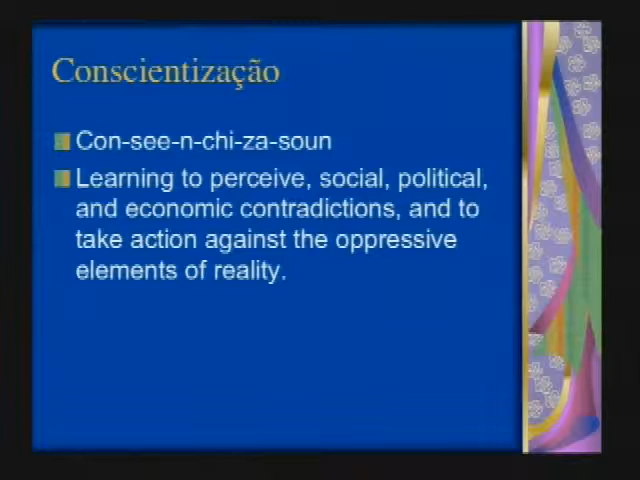 Conscientização
Con-see-n-chi-za-soun
Learning to perceive, social, political,
and economic contradictions, and to
take action against the oppressive
elements of reality.